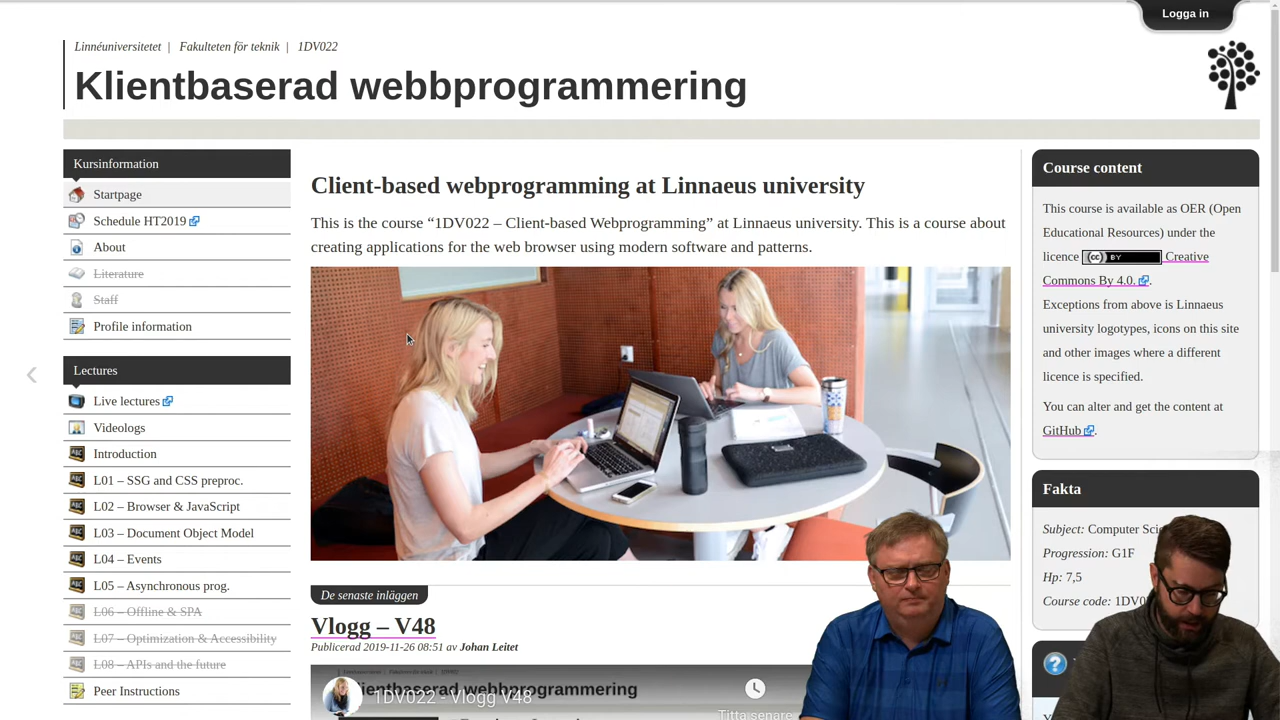 Logga in
Linnéuniversitetet | Fakulteten för teknik | 1DV022
Klientbaserad webbprogrammering
Kursinformation
Startpage
Schedule HT2019
About
Literature
Staff
Profile information
Lectures
Live lectures
Videologs
Introduction
L01 – SSG and CSS preproc.
L02 – Browser & JavaScript
L03 – Document Object Model
L04 – Events
L05 – Asynchronous prog.
L06 – Offline & SPA
L07 – Optimization & Accessibility
L08 – APIs and the future
Peer Instructions
Client-based webprogramming at Linnaeus university
This is the course “1DV022 – Client-based Webprogramming” at Linnaeus university. This is a course about
creating applications for the web browser using modern software and patterns.
De senaste inläggen
Vlogg – V48
Publicerad 2019-11-26 08:51 av Johan Leitet
1DV022 - Vlogg V48
Titta senare
Course content
This course is available as OER (Open
Educational Resources) under the
licence (cc) BY Creative
Commons By 4.0. .
Exceptions from above is Linnaeus
university logotypes, icons on this site
and other images where a different
licence is specified.
You can alter and get the content at
GitHub .
Fakta
Subject: Computer
Progression: G1F
Hp: 7,5
Course code: